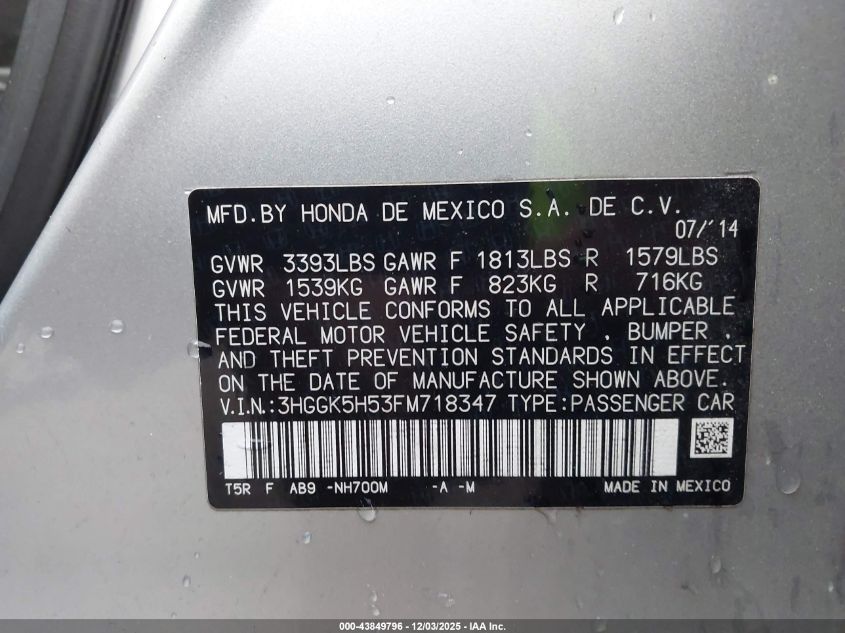 MFD.BY HONDA DE MEXICO S.A. DE C.V.
07/'14
GVWR 3393LBS GAWR F 1813LBS R 1579LBS
GVWR 1539KG GAWR F 823KG R 716KG
THIS VEHICLE CONFORMS TO ALL APPLICABLE
FEDERAL MOTOR VEHICLE SAFETY , BUMPER ,
AND THEFT PREVENTION STANDARDS IN EFFECT
ON THE DATE OF MANUFACTURE SHOWN ABOVE.
V.I.N.:3HGGK5H53FM718347 TYPE:PASSENGER CAR
T5R F AB9 -NH700M -A -M MADE IN MEXICO
000-43849796 - 12/03/2025 - IAA Inc.